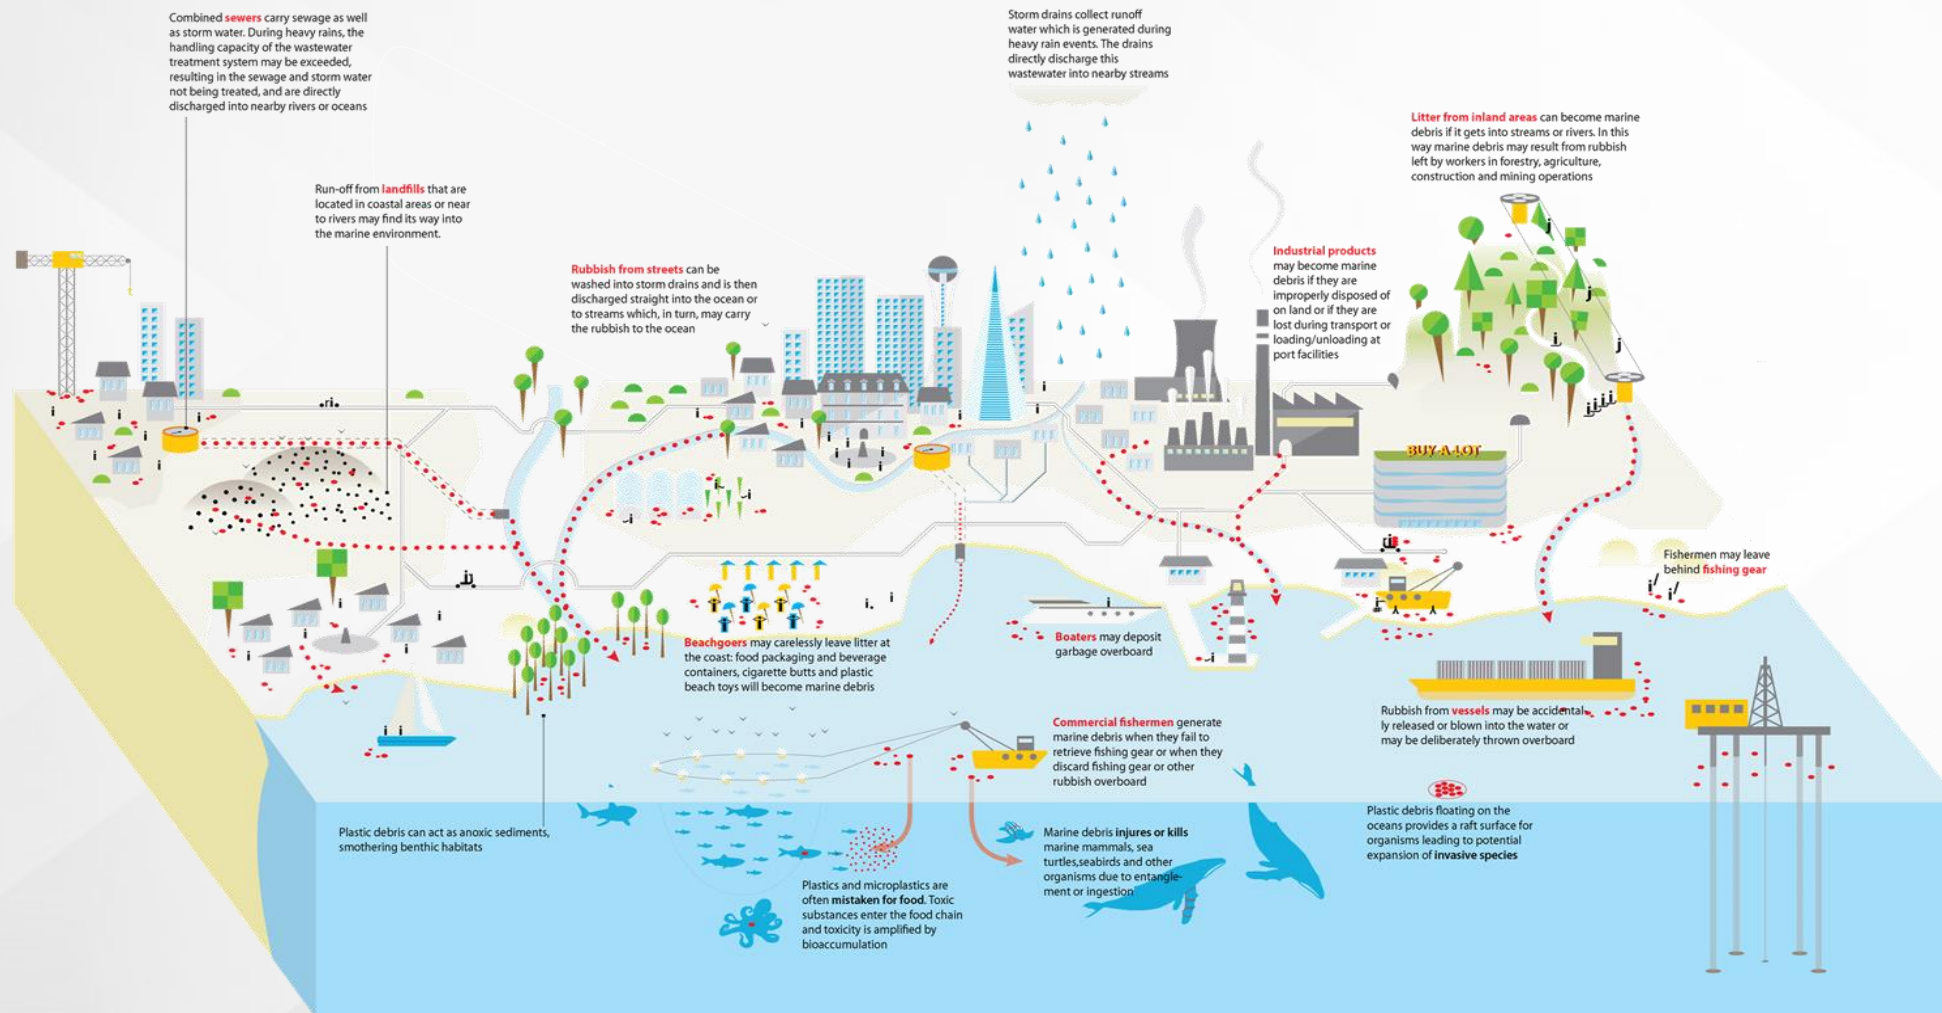 Combined sewers carry sewage as well
as storm water. During heavy rains, the
handling capacity of the wastewater
treatment system may be exceeded,
resulting in the sewage and storm water
not being treated, and are directly
discharged into nearby rivers or oceans
Storm drains collect runoff
water which is generated during
heavy rain events. The drains
directly discharge this
wastewater into nearby streams
Litter from inland areas can become marine
debris if it gets into streams or rivers. In this
way marine debris may result from rubbish
left by workers in forestry, agriculture,
construction and mining operations
Run-off from landfills that are
located in coastal areas or near
to rivers may find its way into
the marine environment.
Rubbish from streets can be
washed into storm drains and is then
discharged straight into the ocean or
to streams which, in turn, may carry
the rubbish to the ocean
Industrial products
may become marine
debris if they are
improperly disposed of
on land or if they are
lost during transport or
loading/unloading at
port facilities
BUY-A-LOT
Fishermen may leave
behind fishing gear
Beachgoers may carelessly leave litter at
the coast: food packaging and beverage
containers, cigarette butts and plastic
beach toys will become marine debris
Boaters may deposit
garbage overboard
Rubbish from vessels may be accidental-
ly released or blown into the water or
may be deliberately thrown overboard
Commercial fishermen generate
marine debris when they fail to
retrieve fishing gear or when they
discard fishing gear or other
rubbish overboard
Plastic debris can act as anoxic sediments,
smothering benthic habitats
Plastics and microplastics are
often mistaken for food. Toxic
substances enter the food chain
and toxicity is amplified by
bioaccumulation
Marine debris injures or kills
marine mammals, sea
turtles,seabirds and other
organisms due to entangle-
ment or ingestion
Plastic debris floating on the
oceans provides a raft surface for
organisms leading to potential
expansion of invasive species